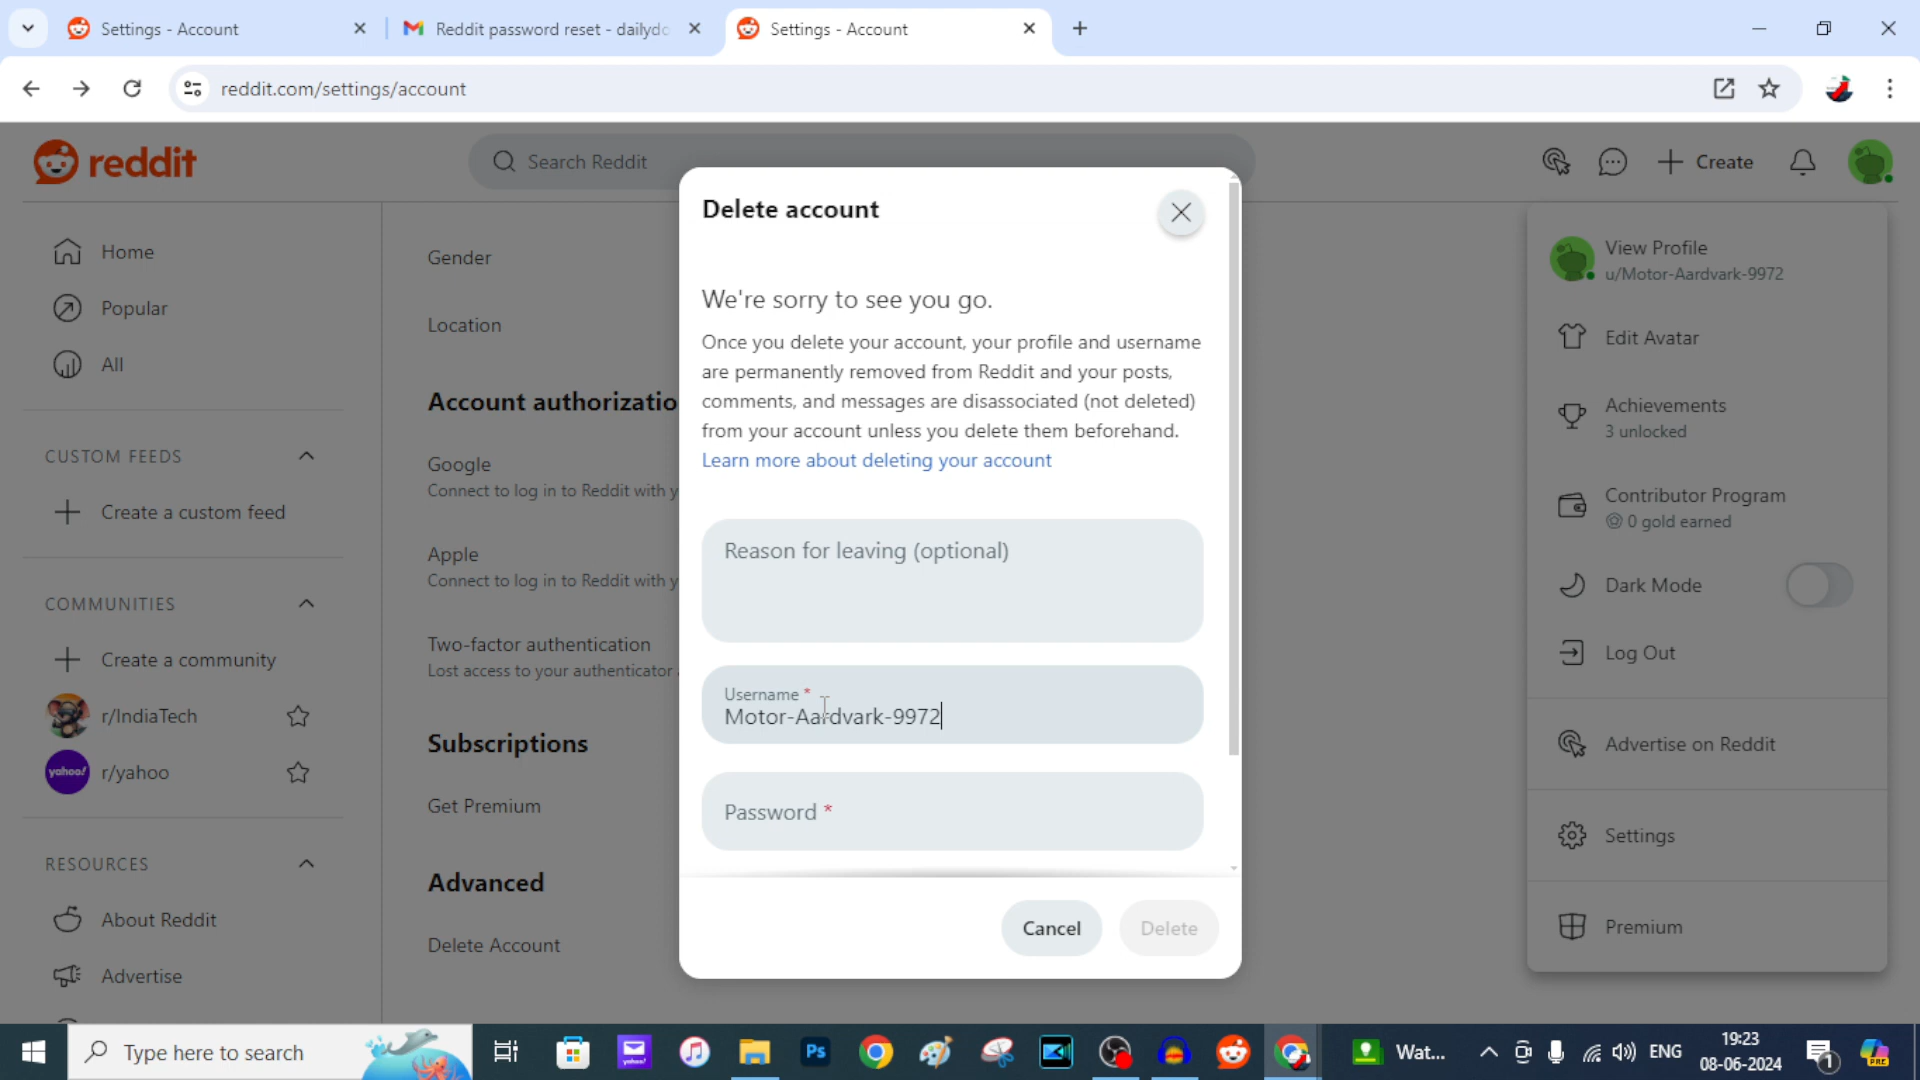 Settings - Account
Reddit password reset - dailydo
Settings - Account
reddit.com/settings/account
reddit
Search Reddit
Create
Home
Popular
All
CUSTOM FEEDS
Create a custom feed
COMMUNITIES
Create a community
r/IndiaTech
yahoo!
r/yahoo
RESOURCES
About Reddit
Advertise
Gender
Location
Account authorizatio
Google
Connect to log in to Reddit with y
Apple
Connect to log in to Reddit with y
Two-factor authentication
Lost access to your authenticator
Subscriptions
Get Premium
Advanced
Delete Account
Delete account
We're sorry to see you go.
Once you delete your account, your profile and username
are permanently removed from Reddit and your posts,
comments, and messages are disassociated (not deleted)
from your account unless you delete them beforehand.
Learn more about deleting your account
Reason for leaving (optional)
Username *
Motor-Aardvark-9972
Password *
Cancel
Delete
View Profile
u/Motor-Aardvark-9972
Edit Avatar
Achievements
3 unlocked
Contributor Program
0 gold earned
Dark Mode
Log Out
Advertise on Reddit
Settings
Premium
Type here to search
yahoo!
Ps
Wat...
ENG
19:23
08-06-2024
1
PRE